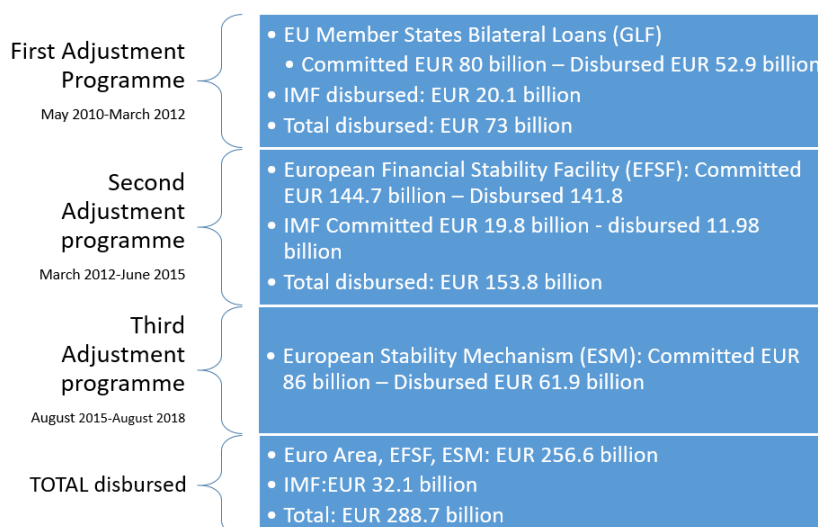 First Adjustment
Programme
May 2010-March 2012
• EU Member States Bilateral Loans (GLF)
• Committed EUR 80 billion – Disbursed EUR 52.9 billion
• IMF disbursed: EUR 20.1 billion
• Total disbursed: EUR 73 billion
Second
Adjustment
programme
March 2012-June 2015
• European Financial Stability Facility (EFSF): Committed
EUR 144.7 billion – Disbursed 141.8
• IMF Committed EUR 19.8 billion - disbursed 11.98
billion
• Total disbursed: EUR 153.8 billion
Third
Adjustment
programme
August 2015-August 2018
• European Stability Mechanism (ESM): Committed EUR
86 billion – Disbursed EUR 61.9 billion
TOTAL disbursed
• Euro Area, EFSF, ESM: EUR 256.6 billion
• IMF:EUR 32.1 billion
• Total: EUR 288.7 billion